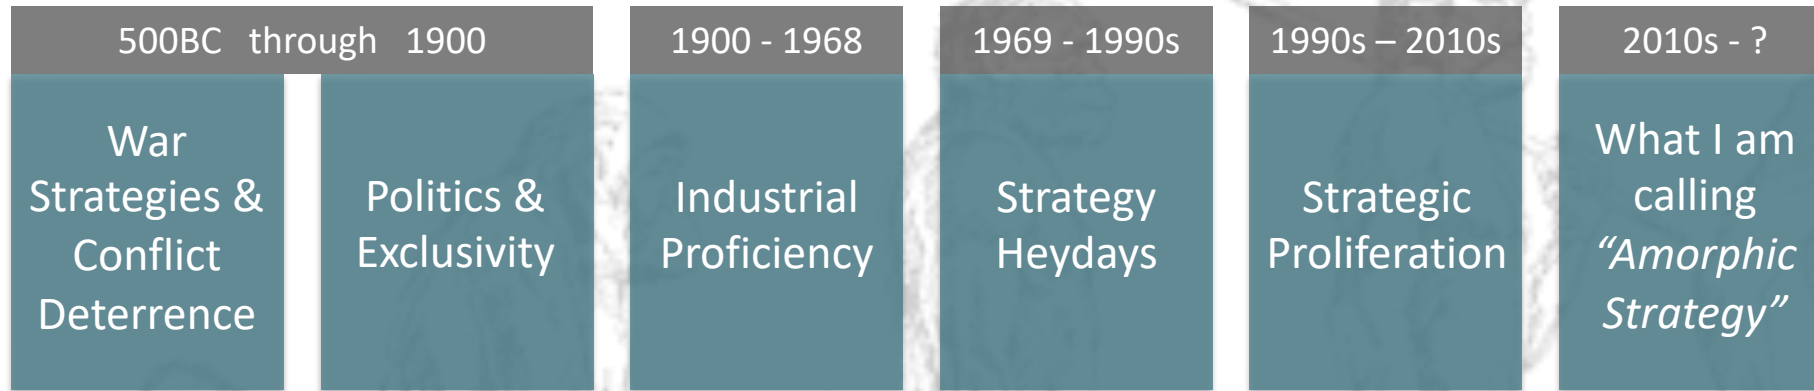 500BC through 1900
War
Strategies &
Conflict
Deterrence
Politics &
Exclusivity
1900 - 1968
Industrial
Proficiency
1969 - 1990s
Strategy
Heydays
1990s – 2010s
Strategic
Proliferation
2010s - ?
What I am
calling
“Amorphic
Strategy”